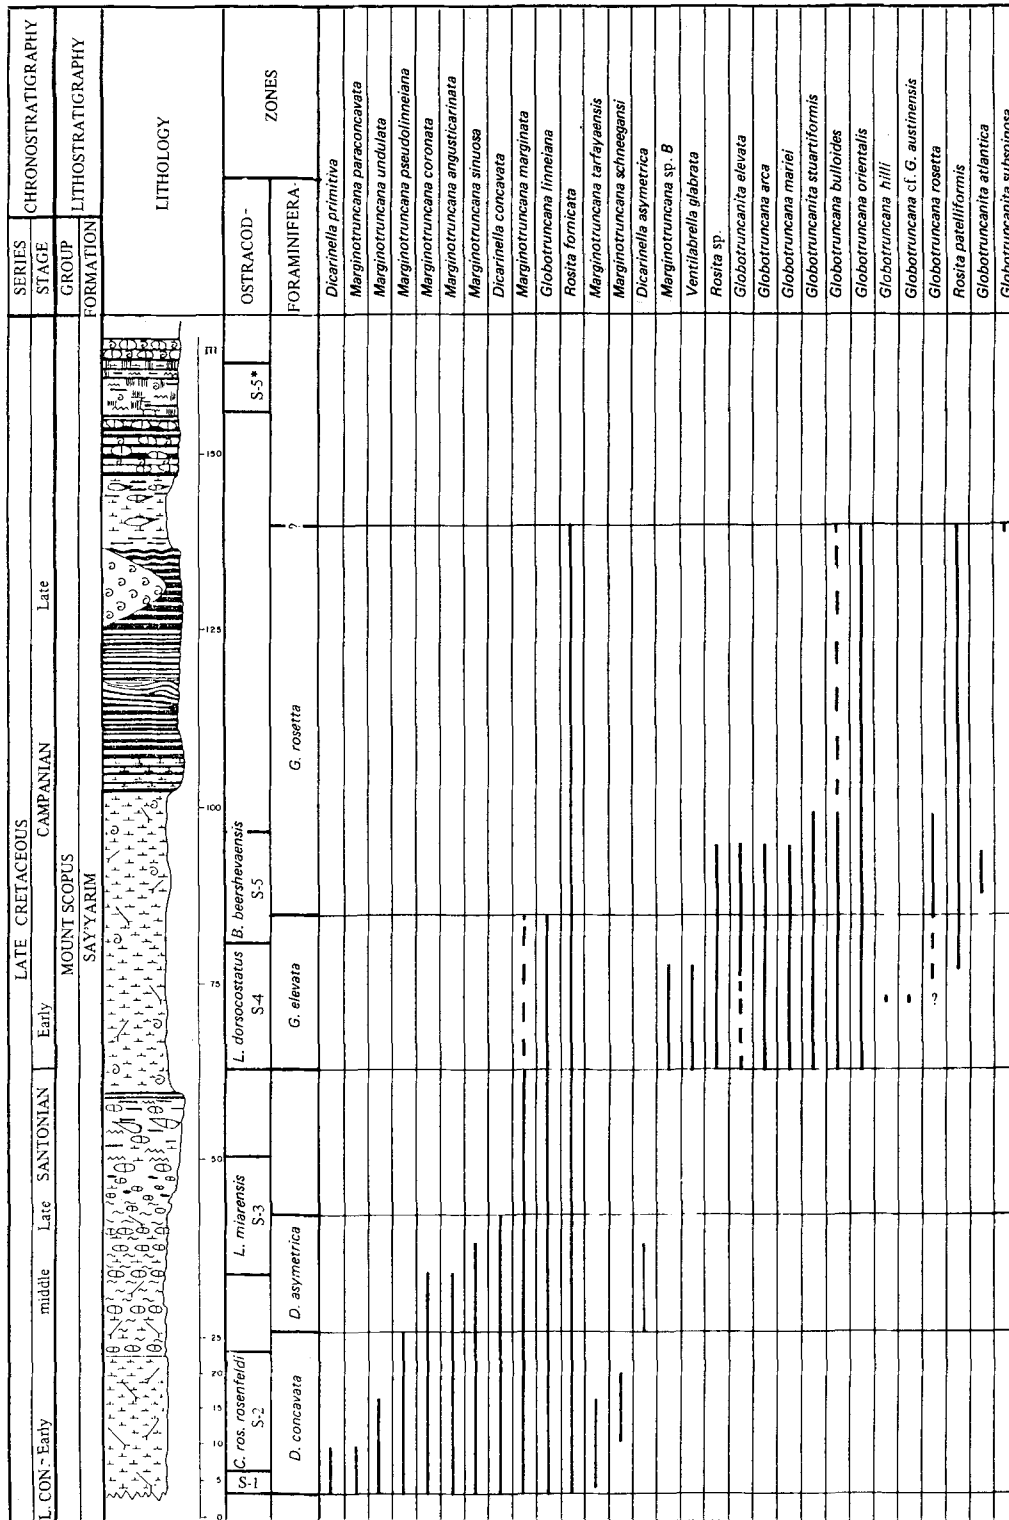 SERIES
STAGE
CHRONOSTRATIGRAPHY
GROUP
FORMATION
LITHOSTRATIGRAPHY
LITHOLOGY
OSTRACOD-
FORAMINIFERA-
ZONES
LATE CRETACEOUS
L. CON.- Early
middle
Late
SANTONIAN
Early
CAMPANIAN
Late
MOUNT SCOPUS
SAY'YARIM
m
150
125
100
75
50
25
20
15
10
5
0
S-1
C. ros. rosenfeldi
S-2
L. miarensis
S-3
L. dorsocostatus
S-4
B. beershevaensis
S-5
S-5*
D. concavata
D. asymetrica
G. elevata
G. rosetta
?
Dicarinella primitiva
Marginotruncana paraconcavata
Marginotruncana undulata
Marginotruncana pseudolinneiana
Marginotruncana coronata
Marginotruncana angusticarinata
Marginotruncana sinuosa
Dicarinella concavata
Marginotruncana marginata
Globotruncana linneiana
Rosita fornicata
Marginotruncana tarfayaensis
Marginotruncana schneegansi
Dicarinella asymetrica
Marginotruncana sp. B
Ventilabrella glabrata
Rosita sp.
Globotruncanita elevata
Globotruncana arca
Globotruncana mariei
Globotruncanita stuartiformis
Globotruncana bulloides
Globotruncana orientalis
Globotruncana hilli
Globotruncana cf. G. austinensis
Globotruncana rosetta
?
Rosita patelliformis
Globotruncanita atlantica
Globotruncanita subspinosa